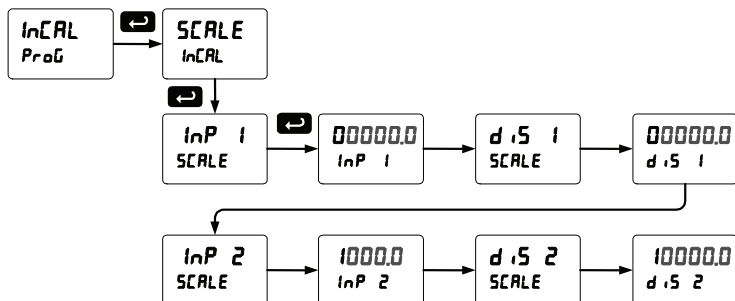 InCAL
ProG
SCALE
InCAL
InP 1
SCALE
00000.0
InP 1
diS 1
SCALE
00000.0
diS 1
InP 2
SCALE
1000.0
InP 2
diS 2
SCALE
10000.0
diS 2